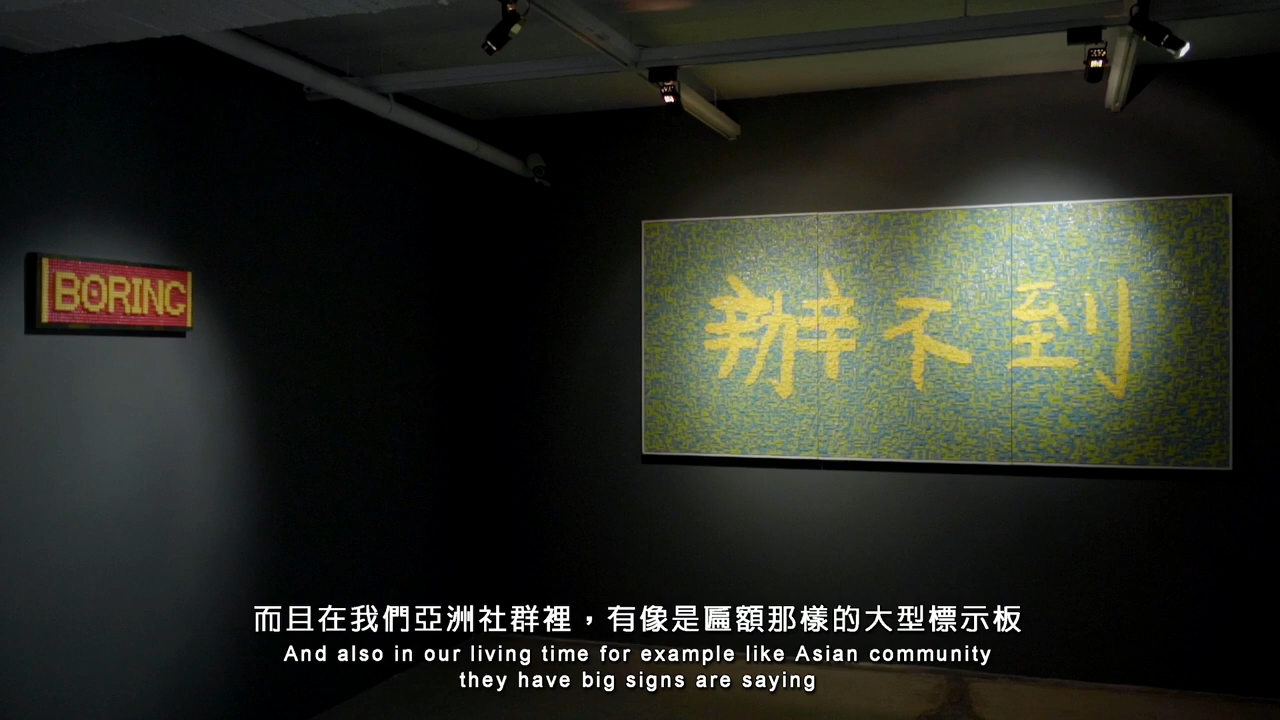 BORING
辦不到
而且在我們亞洲社群裡，有像是匾額那樣的大型標示板
And also in our living time for example like Asian community
they have big signs are saying